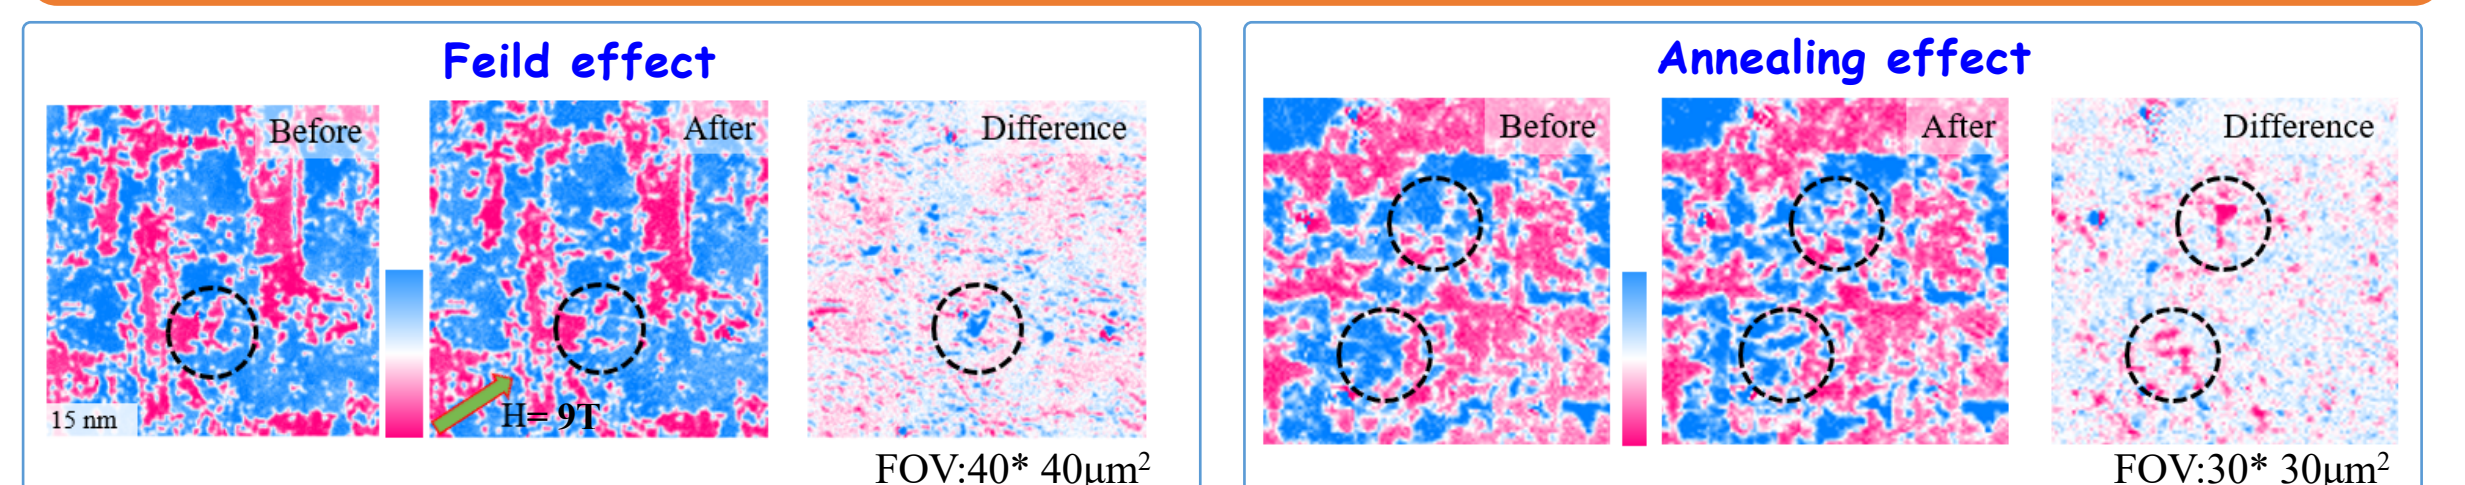 Feild effect
Before
After
Difference
15 nm
H= 9T
FOV:40* 40μm²
Annealing effect
Before
After
Difference
FOV:30* 30μm²